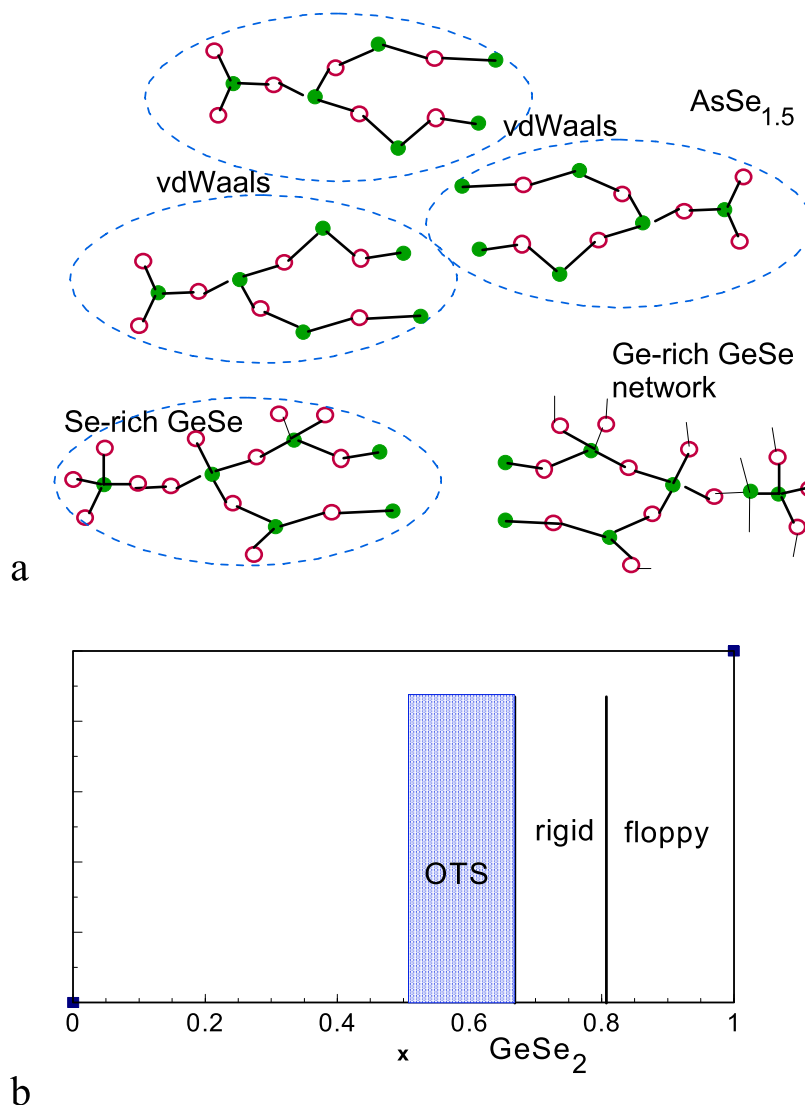 AsSe1.5
vdWaals
vdWaals
Ge-rich GeSe
network
Se-rich GeSe
a
OTS
rigid
floppy
0
0.2
0.4
0.6
0.8
1
x
GeSe2
b